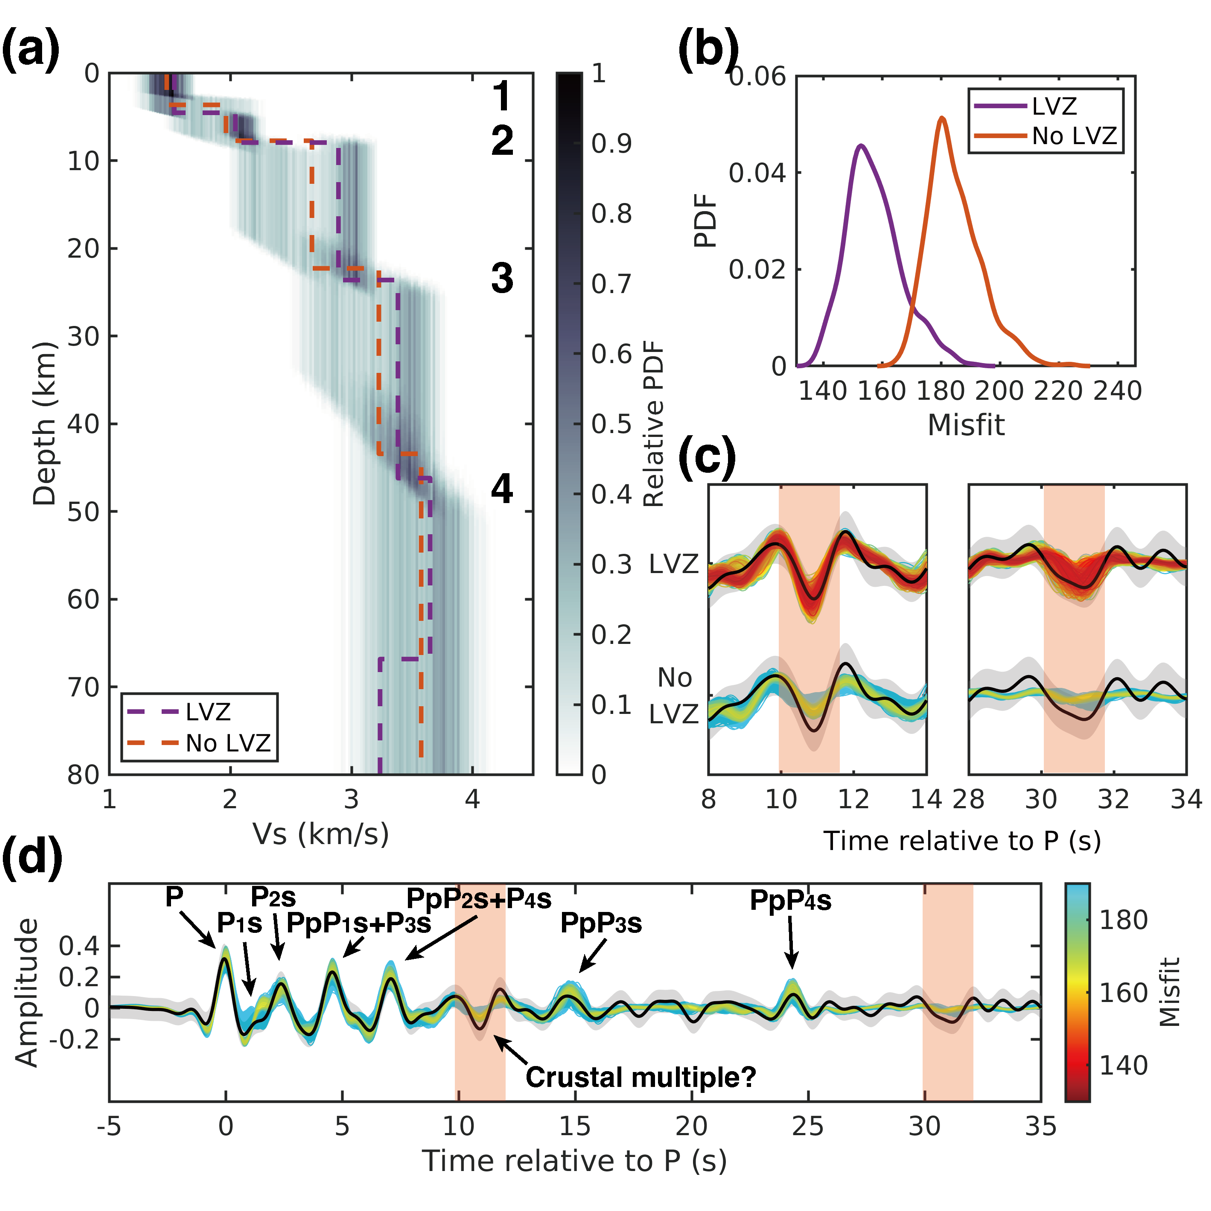 (a)
0
10
20
30
40
50
60
70
80
Depth (km)
1
2
3
4
Vs (km/s)
1
2
3
4
LVZ
No LVZ
1
0.9
0.8
0.7
0.6
0.5
0.4
0.3
0.2
0.1
0
Relative PDF
(b)
0.06
0.04
0.02
0
PDF
140 160 180 200 220 240
Misfit
LVZ
No LVZ
(c)
LVZ
No
LVZ
8 10 12 14 28 30 32 34
Time relative to P (s)
(d)
0.4
0.2
0
-0.2
Amplitude
P
P1s
P2s
PpP1s+P3s
PpP2s+P4s
PpP3s
PpP4s
Crustal multiple?
-5 0 5 10 15 20 25 30 35
Time relative to P (s)
180
160
140
Misfit